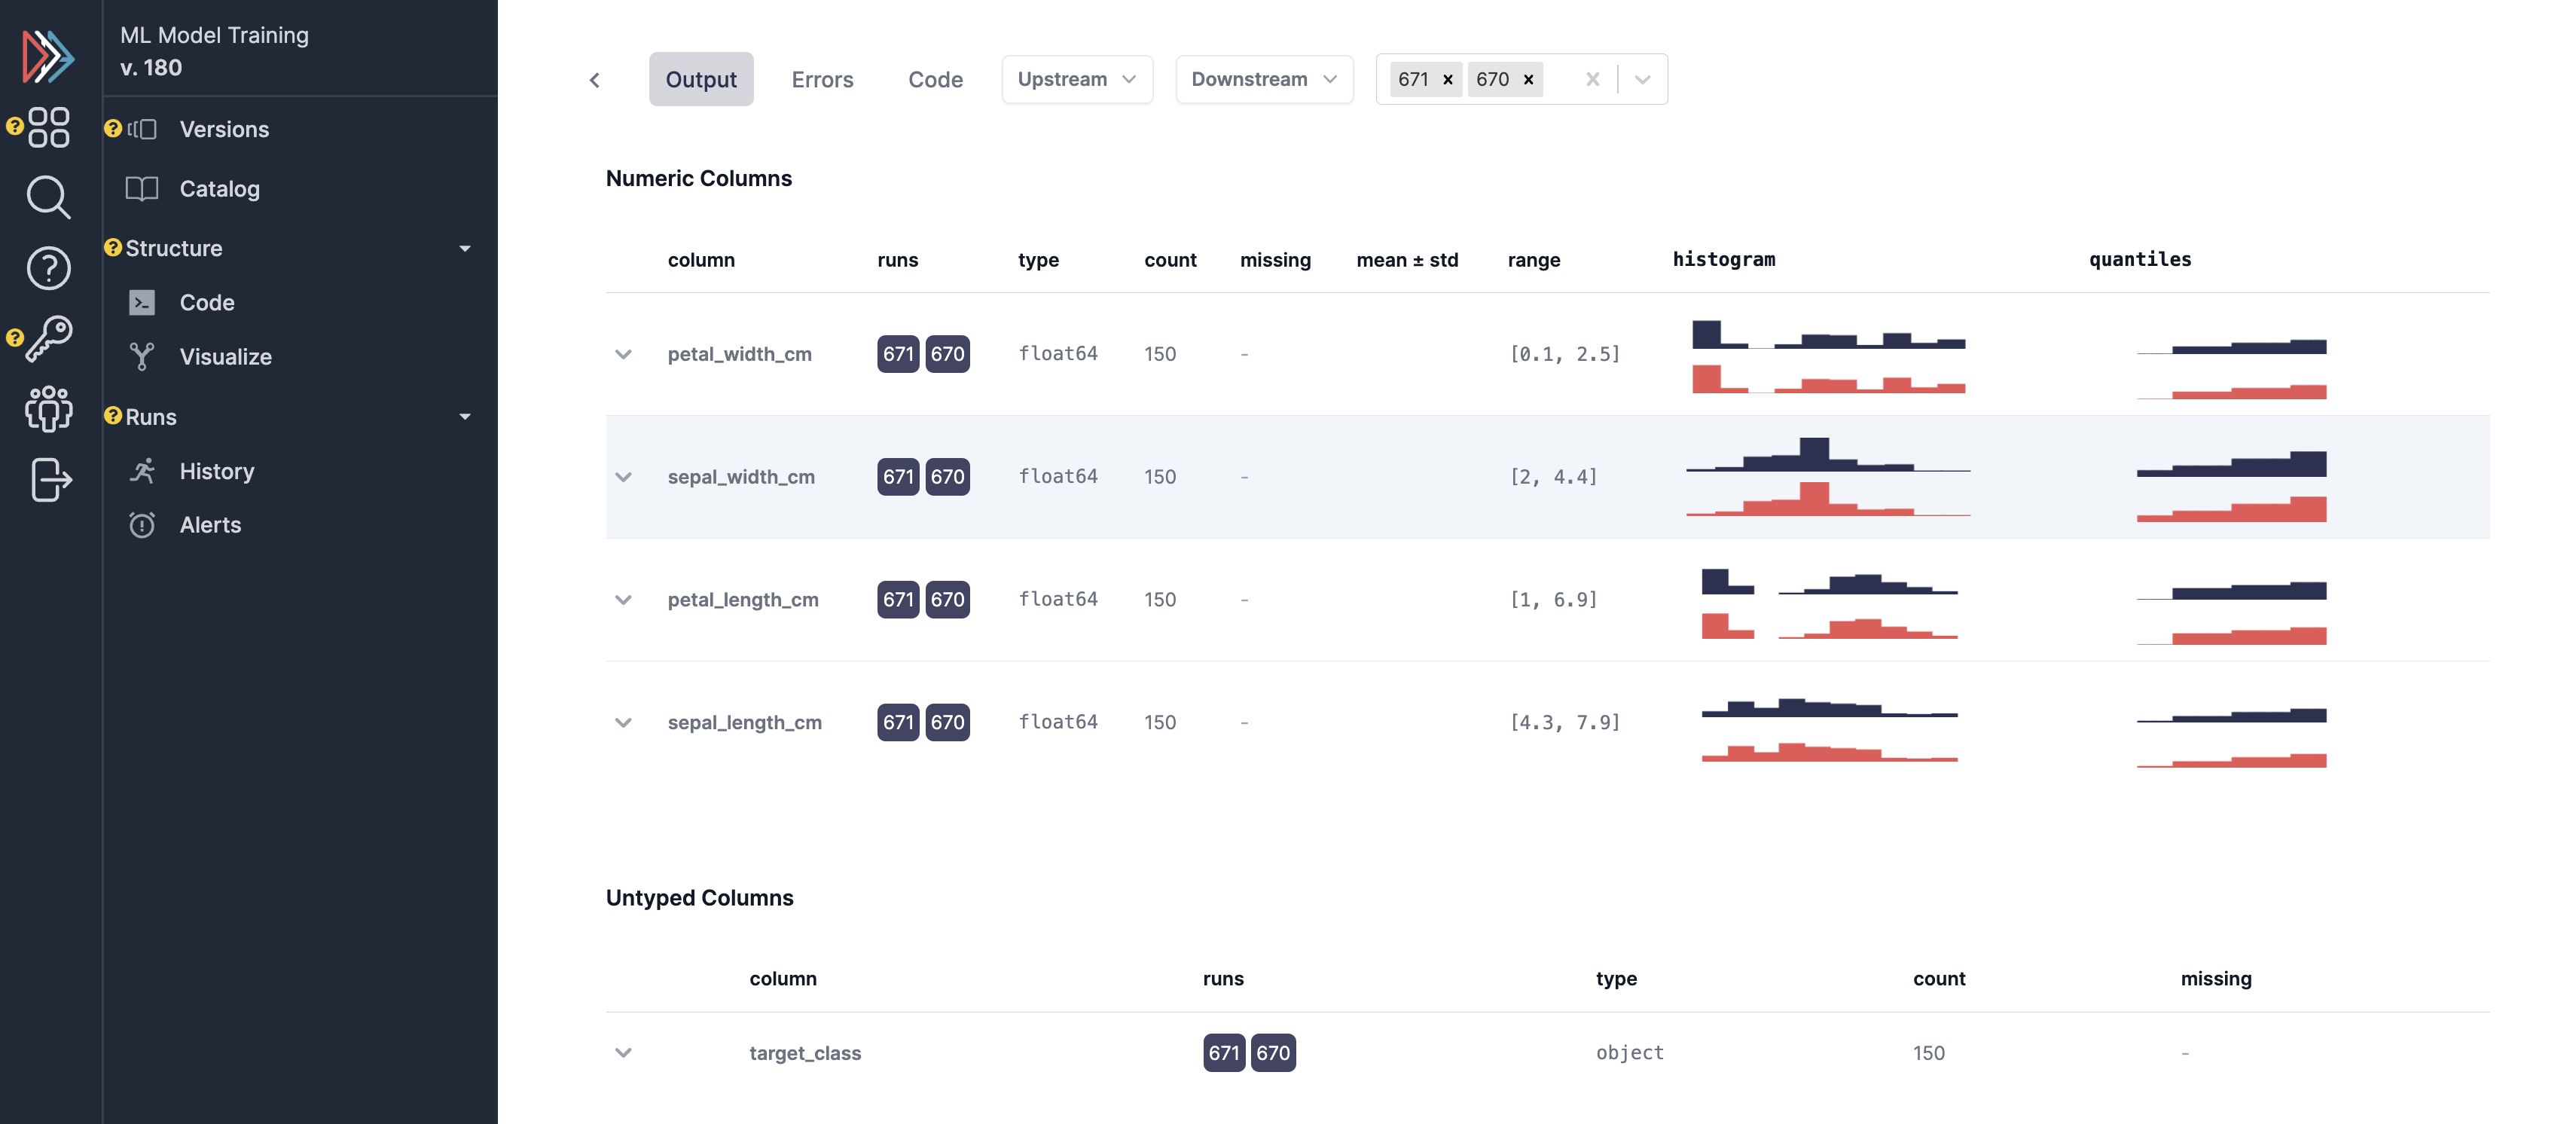 ML Model Training
v. 180
Versions
Catalog
Structure
Code
Visualize
Runs
History
Alerts
Output Errors Code Upstream Downstream 671 670
Numeric Columns
column runs type count missing mean ± std range histogram quantiles
petal_width_cm 671 670 float64 150 - [0.1, 2.5]
sepal_width_cm 671 670 float64 150 - [2, 4.4]
petal_length_cm 671 670 float64 150 - [1, 6.9]
sepal_length_cm 671 670 float64 150 - [4.3, 7.9]
Untyped Columns
column runs type count missing
target_class 671 670 object 150 -